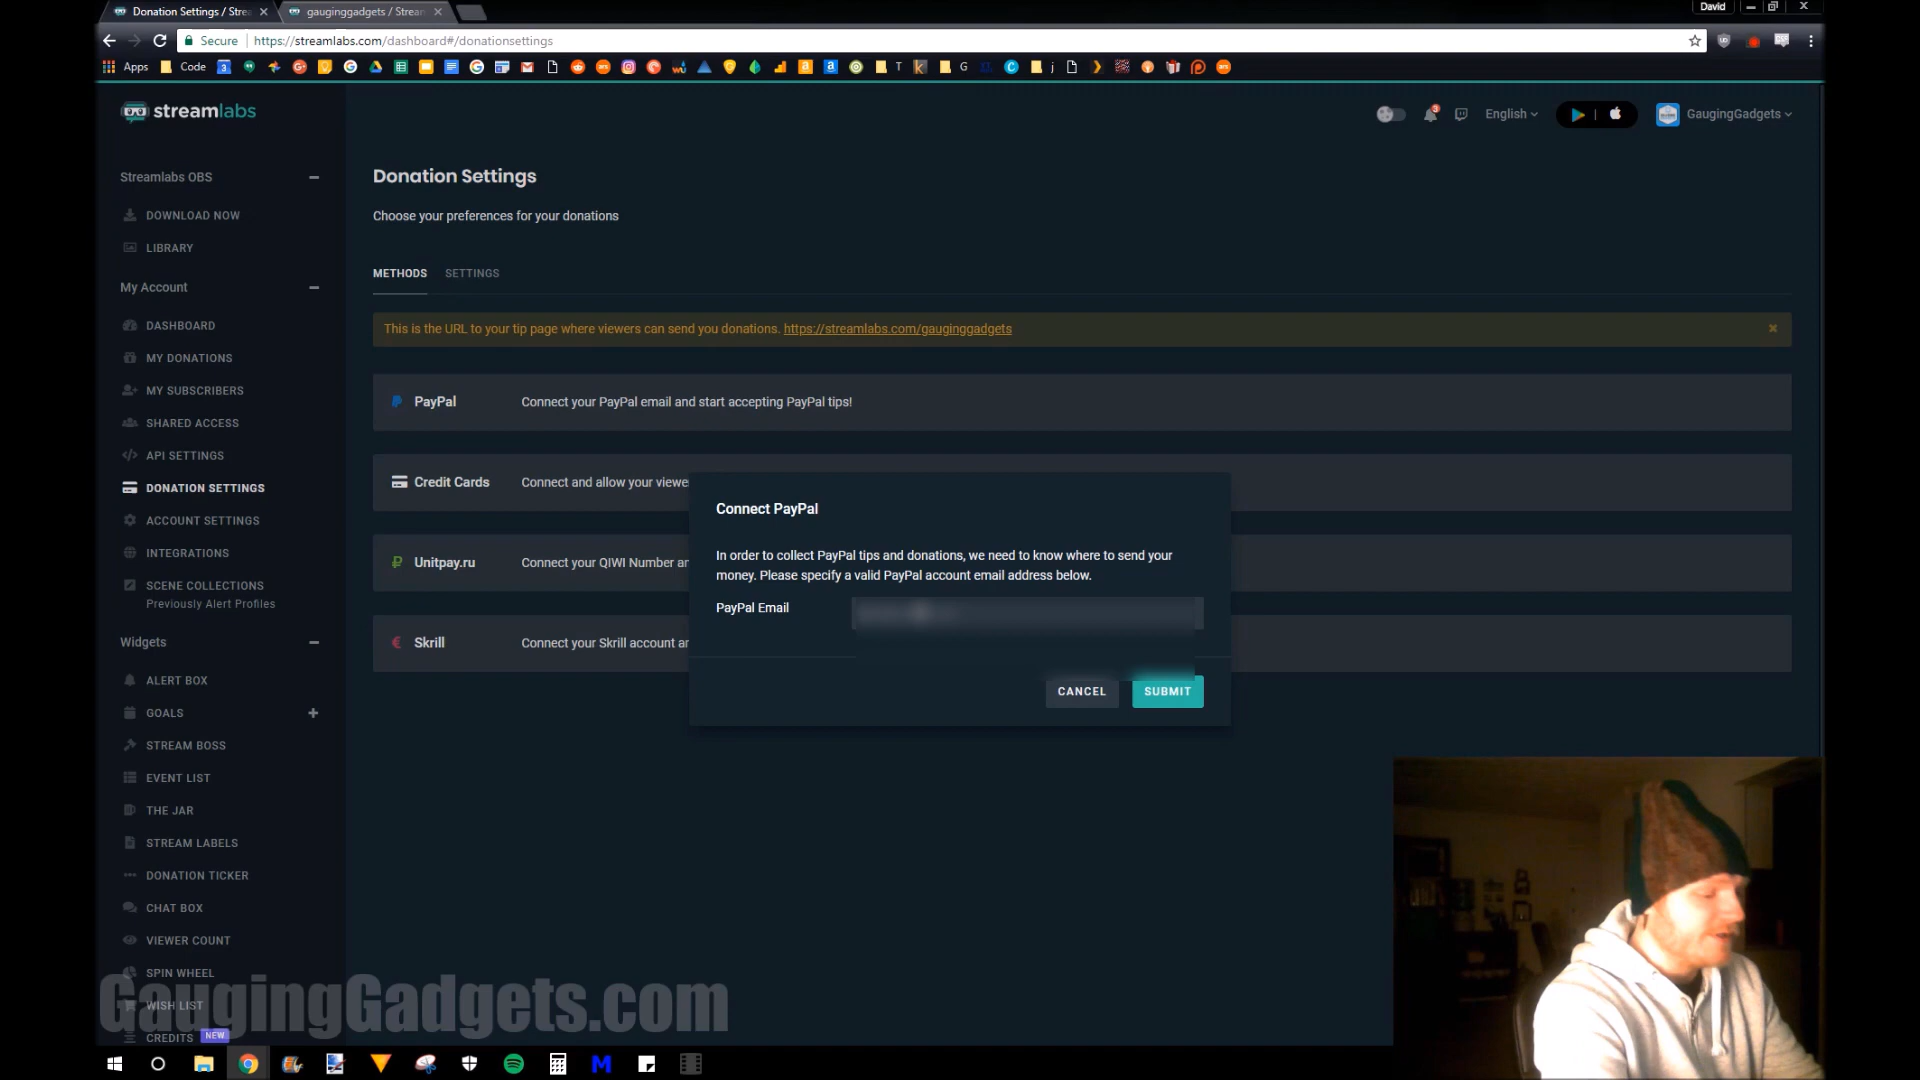 Donation Settings / Stre
gauginggadgets / Stream
David
Secure
https://streamlabs.com/dashboard#/donationsettings
Apps
Code
T
G
j
streamlabs
English
GaugingGadgets
Streamlabs OBS
DOWNLOAD NOW
LIBRARY
My Account
DASHBOARD
MY DONATIONS
MY SUBSCRIBERS
SHARED ACCESS
API SETTINGS
DONATION SETTINGS
ACCOUNT SETTINGS
INTEGRATIONS
SCENE COLLECTIONS
Previously Alert Profiles
Widgets
ALERT BOX
GOALS
STREAM BOSS
EVENT LIST
THE JAR
STREAM LABELS
DONATION TICKER
CHAT BOX
VIEWER COUNT
SPIN WHEEL
WISH LIST
CREDITS NEW
Donation Settings
Choose your preferences for your donations
METHODS SETTINGS
This is the URL to your tip page where viewers can send you donations. https://streamlabs.com/gauginggadgets
PayPal Connect your PayPal email and start accepting PayPal tips!
Credit Cards Connect and allow your viewe
Unitpay.ru Connect your QIWI Number an
Skrill Connect your Skrill account an
Connect PayPal
In order to collect PayPal tips and donations, we need to know where to send your
money. Please specify a valid PayPal account email address below.
PayPal Email
CANCEL SUBMIT
GaugingGadgets.com